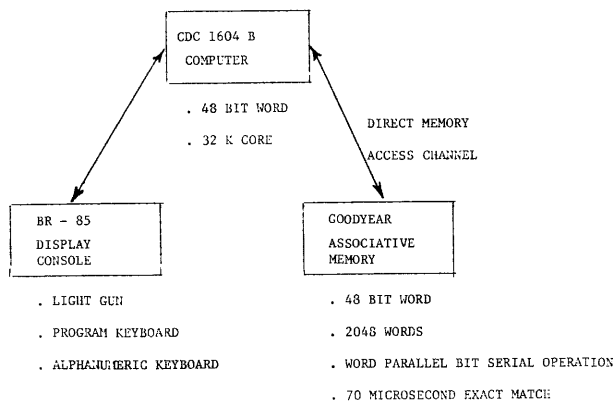 CDC 1604 B
COMPUTER
. 48 BIT WORD
. 32 K CORE
DIRECT MEMORY
ACCESS CHANNEL
BR - 85
DISPLAY
CONSOLE
. LIGHT GUN
. PROGRAM KEYBOARD
. ALPHANUMERIC KEYBOARD
GOODYEAR
ASSOCIATIVE
MEMORY
. 48 BIT WORD
. 2048 WORDS
. WORD PARALLEL BIT SERIAL OPERATION
. 70 MICROSECOND EXACT MATCH